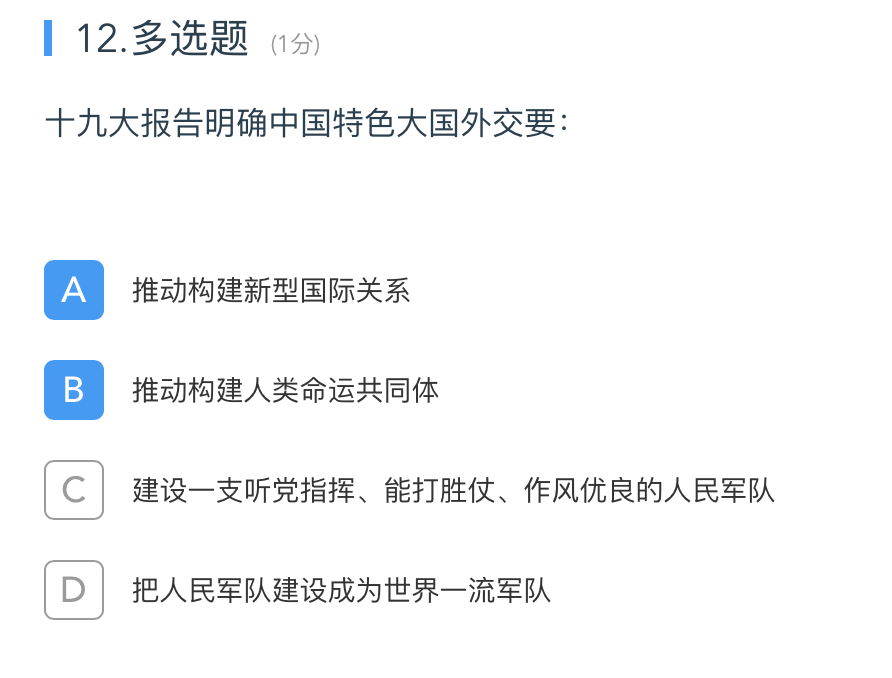 12.多选题 (1分)
十九大报告明确中国特色大国外交要:
A 推动构建新型国际关系
B 推动构建人类命运共同体
C 建设一支听党指挥、能打胜仗、作风优良的人民军队
D 把人民军队建设成为世界一流军队